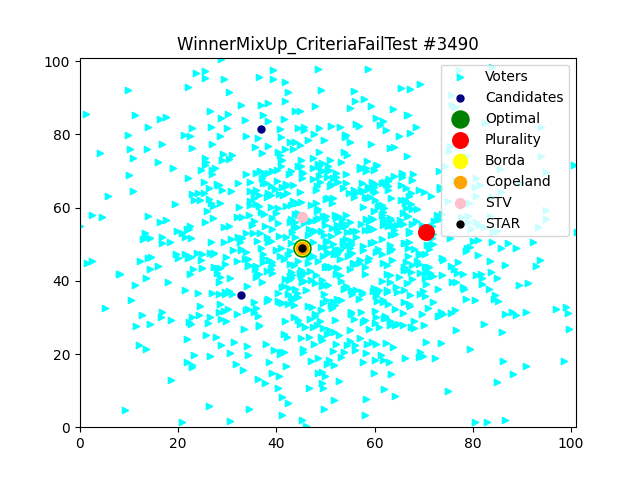 WinnerMixUp_CriteriaFailTest #3490
Voters
Candidates
Optimal
Plurality
Borda
Copeland
STV
STAR
100
80
60
40
20
0
0 20 40 60 80 100